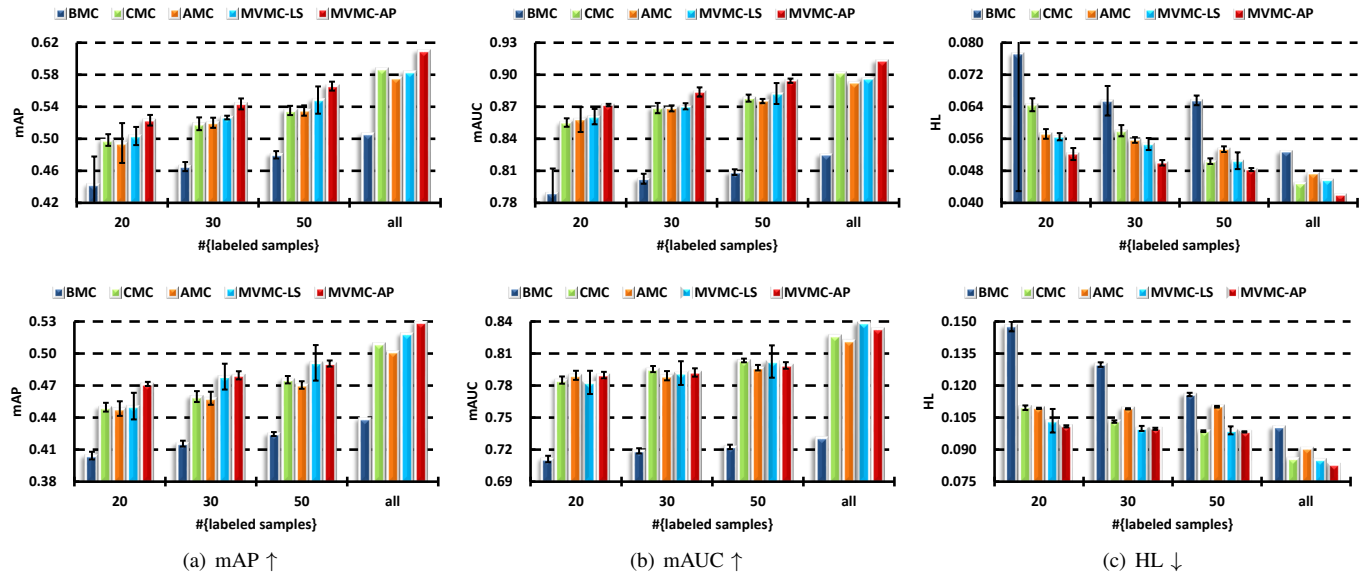 BMC CMC AMC MVMC-LS MVMC-AP
0.62
0.58
0.54
0.50
0.46
0.42
mAP
20 30 50 all
#{labeled samples}
BMC CMC AMC MVMC-LS MVMC-AP
0.93
0.90
0.87
0.84
0.81
0.78
mAUC
20 30 50 all
#{labeled samples}
BMC CMC AMC MVMC-LS MVMC-AP
0.080
0.072
0.064
0.056
0.048
0.040
HL
20 30 50 all
#{labeled samples}
BMC CMC AMC MVMC-LS MVMC-AP
0.53
0.50
0.47
0.44
0.41
0.38
mAP
20 30 50 all
#{labeled samples}
(a) mAP ↑
BMC CMC AMC MVMC-LS MVMC-AP
0.84
0.81
0.78
0.75
0.72
0.69
mAUC
20 30 50 all
#{labeled samples}
(b) mAUC ↑
BMC CMC AMC MVMC-LS MVMC-AP
0.150
0.135
0.120
0.105
0.090
0.075
HL
20 30 50 all
#{labeled samples}
(c) HL ↓